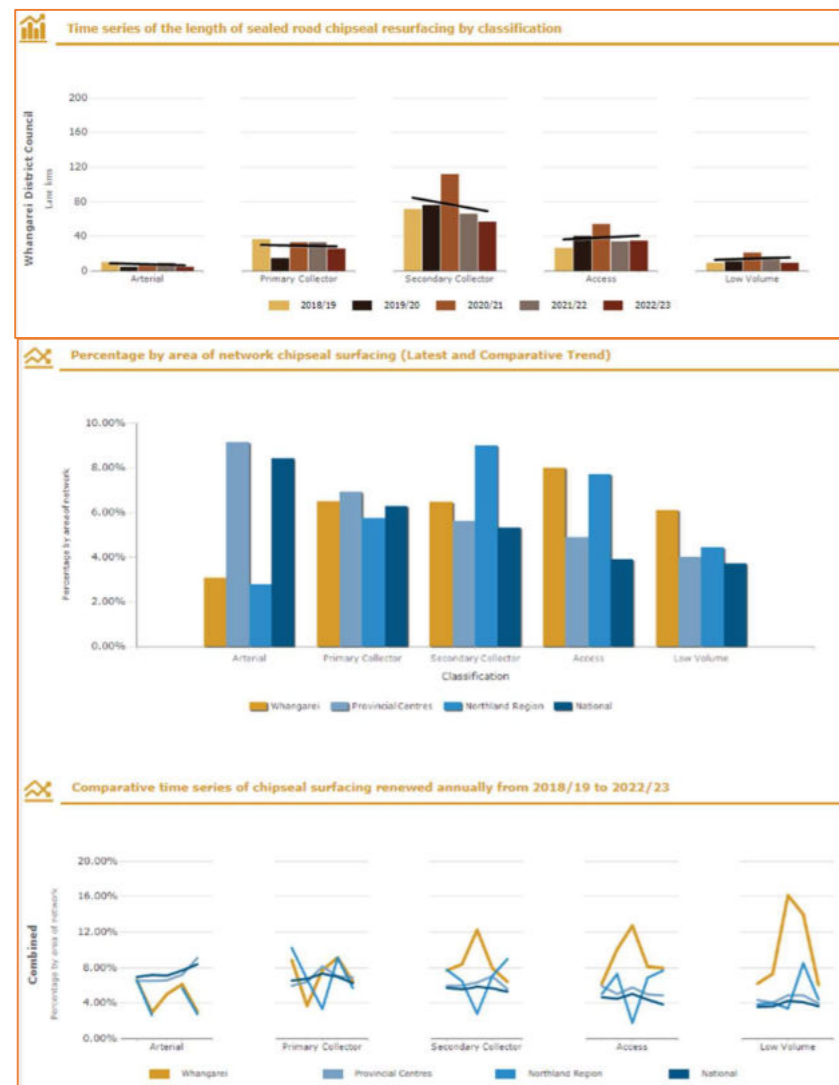 Time series of the length of sealed road chipseal resurfacing by classification
Whangarei District Council
Lane kms
200
160
120
80
40
0
Arterial Primary Collector Secondary Collector Access Low Volume
2018/19 2019/20 2020/21 2021/22 2022/23
Percentage by area of network chipseal surfacing (Latest and Comparative Trend)
Percentage by area of network
10.00%
8.00%
6.00%
4.00%
2.00%
0.00%
Arterial Primary Collector Secondary Collector Access Low Volume
Classification
Whangarei Provincial Centres Northland Region National
Comparative time series of chipseal surfacing renewed annually from 2018/19 to 2022/23
Combined
Percentage by area of network
20.00%
16.00%
12.00%
8.00%
4.00%
0.00%
Arterial Primary Collector Secondary Collector Access Low Volume
Whangarei Provincial Centres Northland Region National